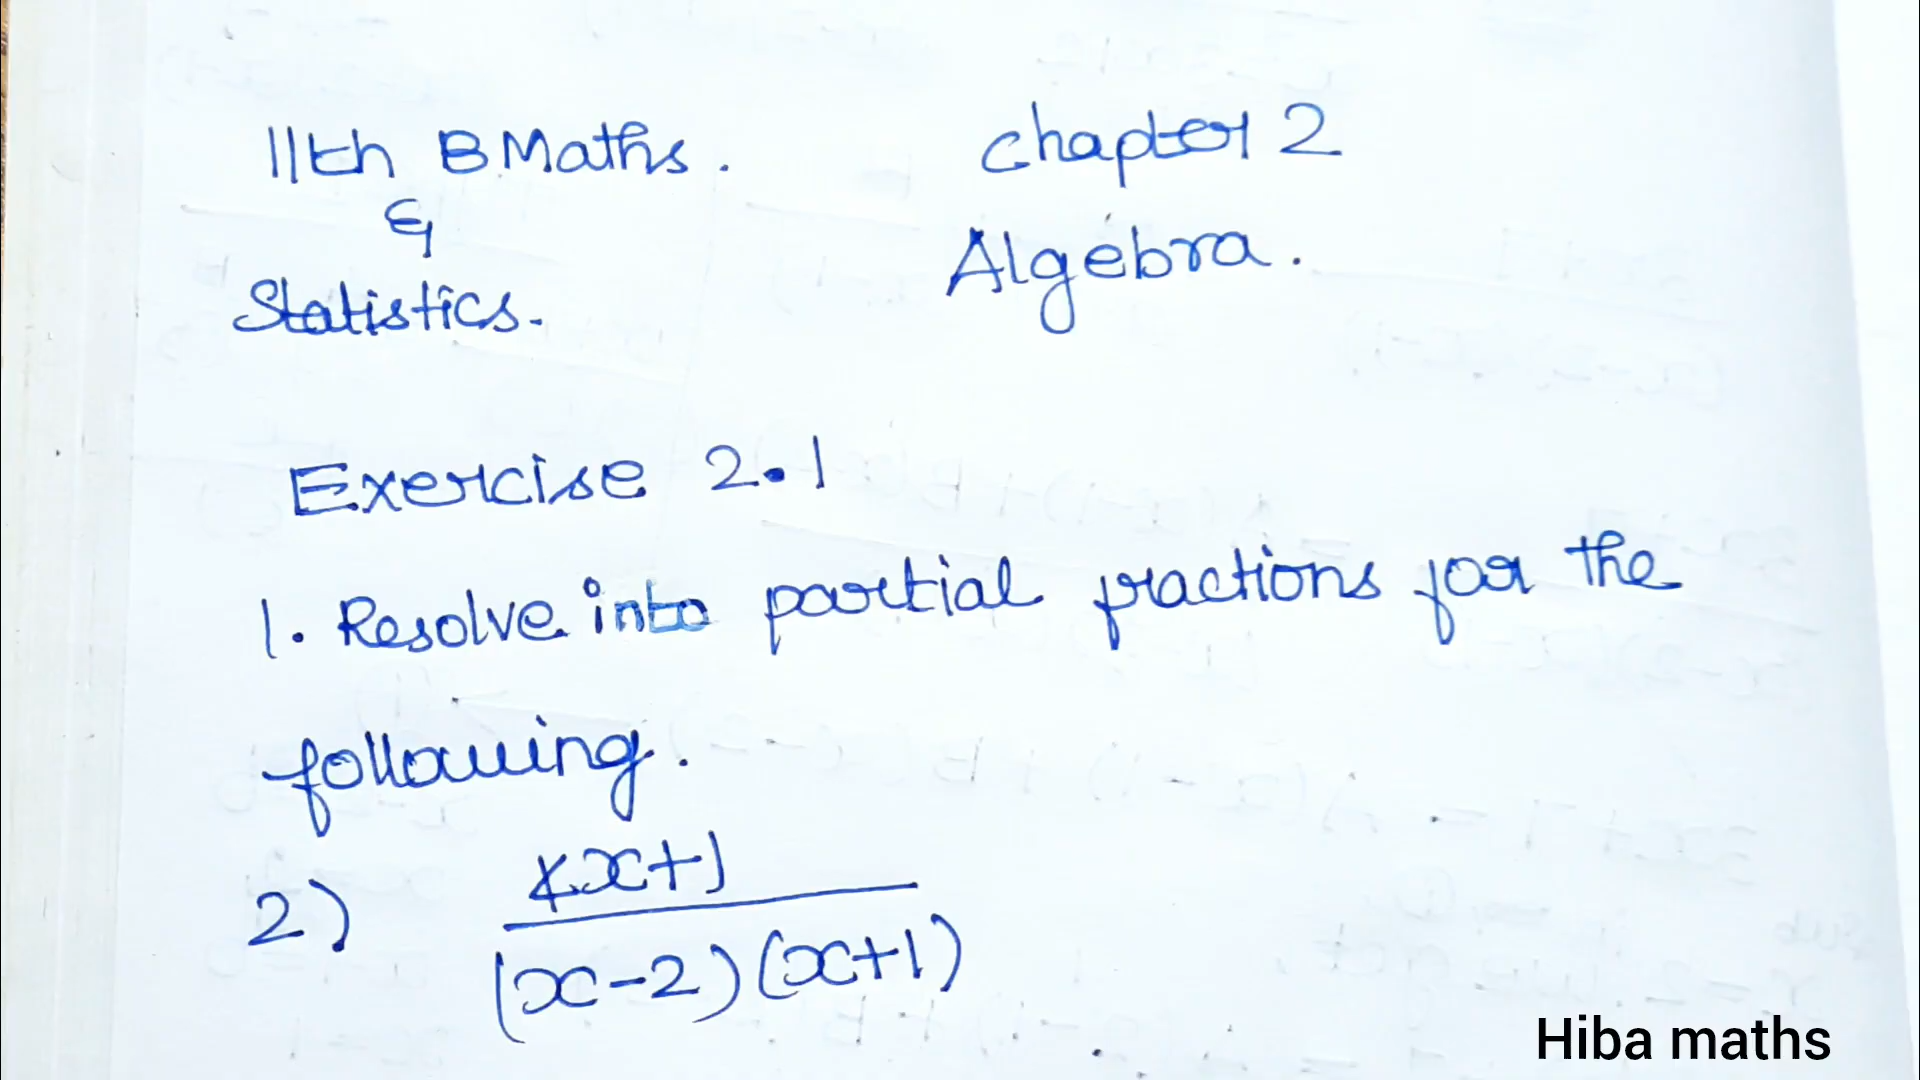 11th B.Maths.
&
Statistics.
Chapter 2
Algebra.
Exercise 2.1
1. Resolve into partial fractions for the
following.
2) 4x+1
(x-2)(x+1)
Hiba maths